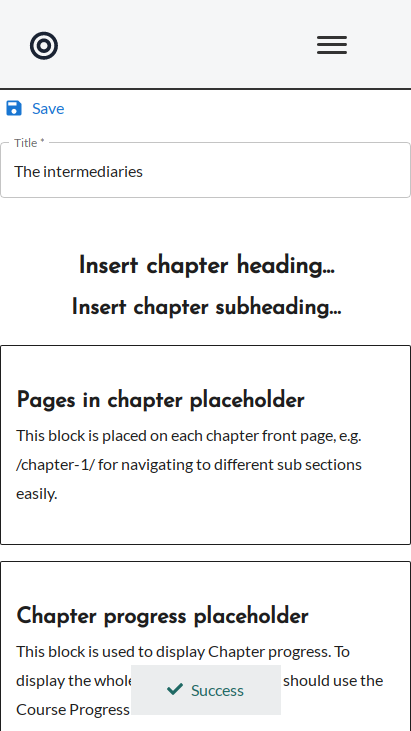 Save
Title *
The intermediaries
Insert chapter heading...
Insert chapter subheading...
Pages in chapter placeholder
This block is placed on each chapter front page, e.g.
/chapter-1/ for navigating to different sub sections
easily.
Chapter progress placeholder
This block is used to display Chapter progress. To
display the whole should use the
Course Progress
Success